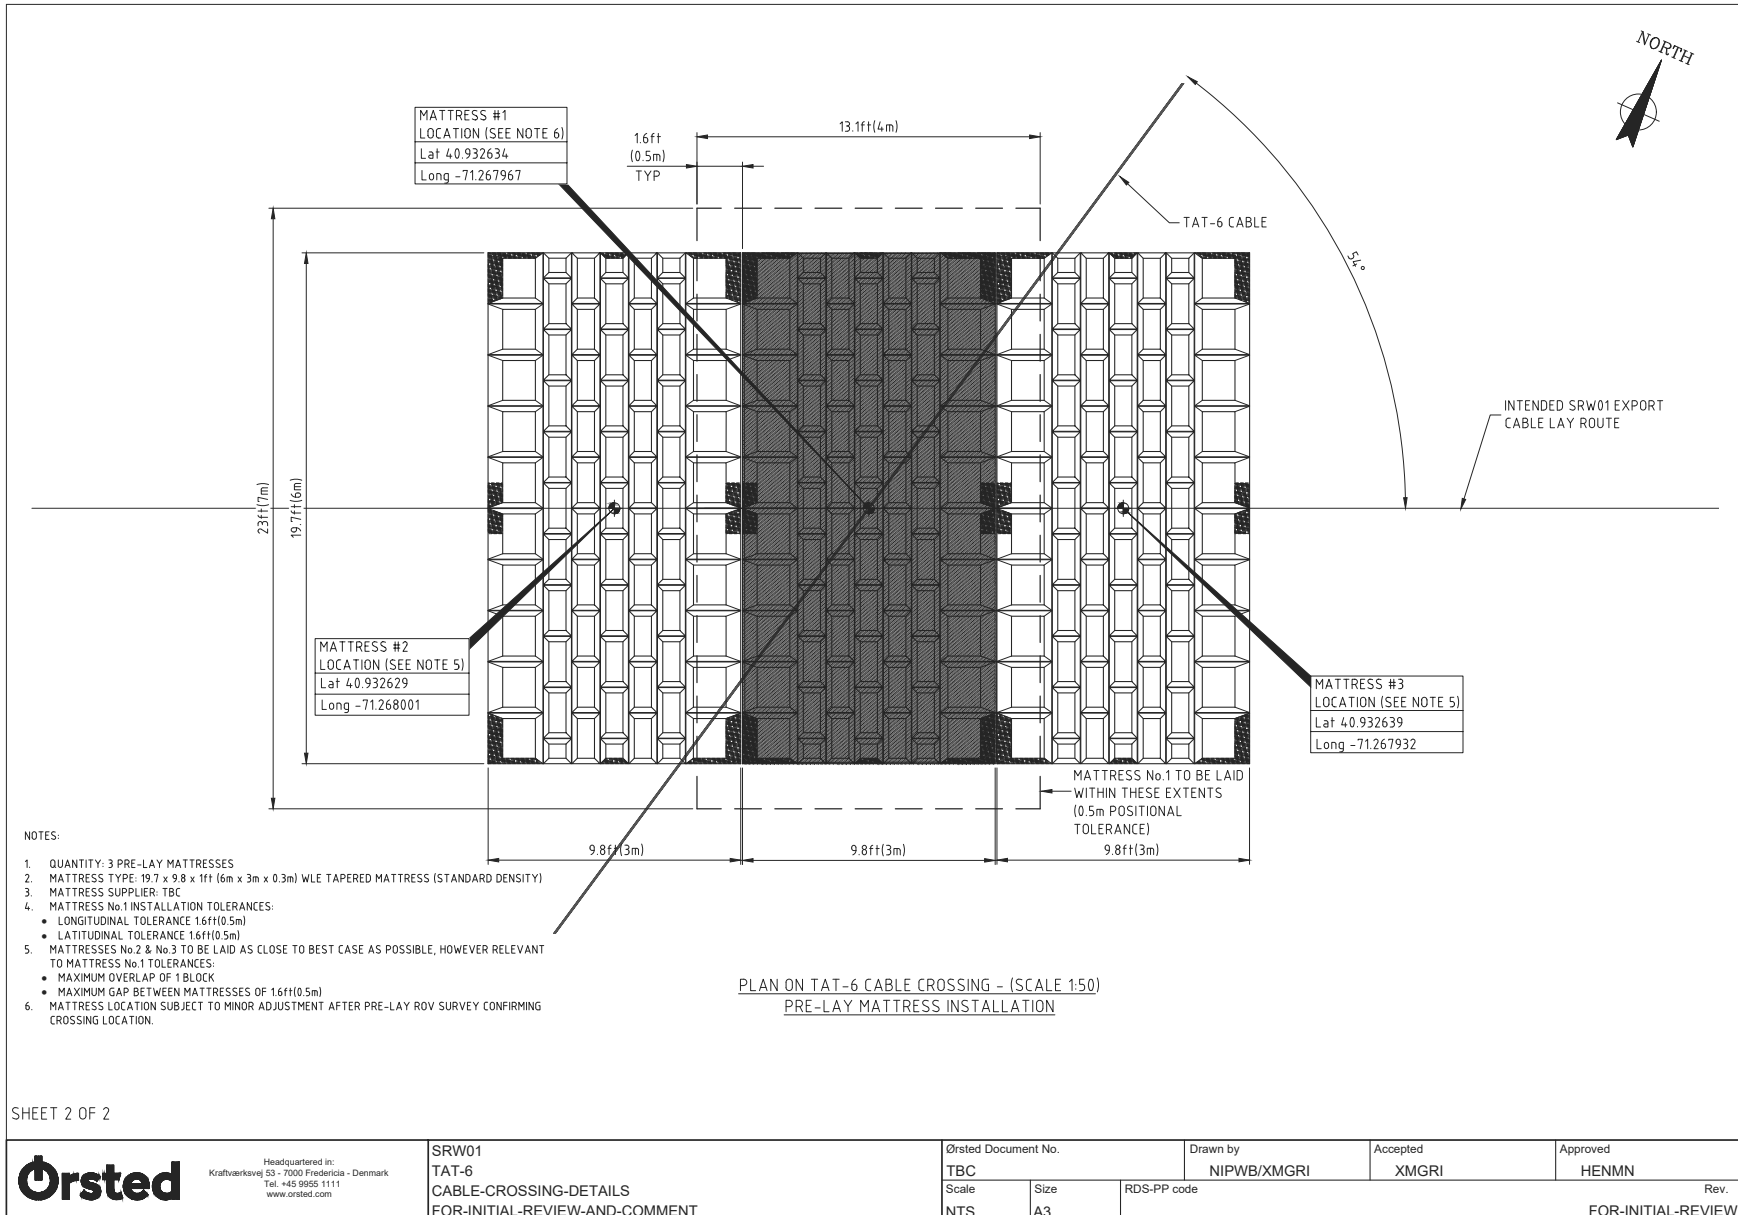 NORTH
MATTRESS #1
LOCATION (SEE NOTE 6)
Lat 40.932634
Long -71.267967
1.6ft
(0.5m)
TYP
13.1ft(4m)
TAT-6 CABLE
54°
INTENDED SRW01 EXPORT
CABLE LAY ROUTE
23ft(7m)
19.7ft(6m)
MATTRESS #2
LOCATION (SEE NOTE 5)
Lat 40.932629
Long -71.268001
MATTRESS #3
LOCATION (SEE NOTE 5)
Lat 40.932639
Long -71.267932
MATTRESS No.1 TO BE LAID
WITHIN THESE EXTENTS
(0.5m POSITIONAL
TOLERANCE)
9.8ft(3m)
9.8ft(3m)
9.8ft(3m)
NOTES:
1. QUANTITY: 3 PRE-LAY MATTRESSES
2. MATTRESS TYPE: 19.7 x 9.8 x 1ft (6m x 3m x 0.3m) WLE TAPERED MATTRESS (STANDARD DENSITY)
3. MATTRESS SUPPLIER: TBC
4. MATTRESS No.1 INSTALLATION TOLERANCES:
• LONGITUDINAL TOLERANCE 1.6ft(0.5m)
• LATITUDINAL TOLERANCE 1.6ft(0.5m)
5. MATTRESSES No.2 & No.3 TO BE LAID AS CLOSE TO BEST CASE AS POSSIBLE, HOWEVER RELEVANT
TO MATTRESS No.1 TOLERANCES:
• MAXIMUM OVERLAP OF 1 BLOCK
• MAXIMUM GAP BETWEEN MATTRESSES OF 1.6ft(0.5m)
6. MATTRESS LOCATION SUBJECT TO MINOR ADJUSTMENT AFTER PRE-LAY ROV SURVEY CONFIRMING
CROSSING LOCATION.
PLAN ON TAT-6 CABLE CROSSING - (SCALE 1:50)
PRE-LAY MATTRESS INSTALLATION
SHEET 2 OF 2
Ørsted
Headquartered in:
Kraftværksvej 53 - 7000 Fredericia - Denmark
Tel. +45 9955 1111
www.orsted.com
SRW01
TAT-6
CABLE-CROSSING-DETAILS
FOR-INITIAL-REVIEW-AND-COMMENT
Ørsted Document No.
TBC
Drawn by
NIPWB/XMGRI
Accepted
XMGRI
Approved
HENMN
Scale
NTS
Size
A3
RDS-PP code
Rev.
FOR-INITIAL-REVIEW